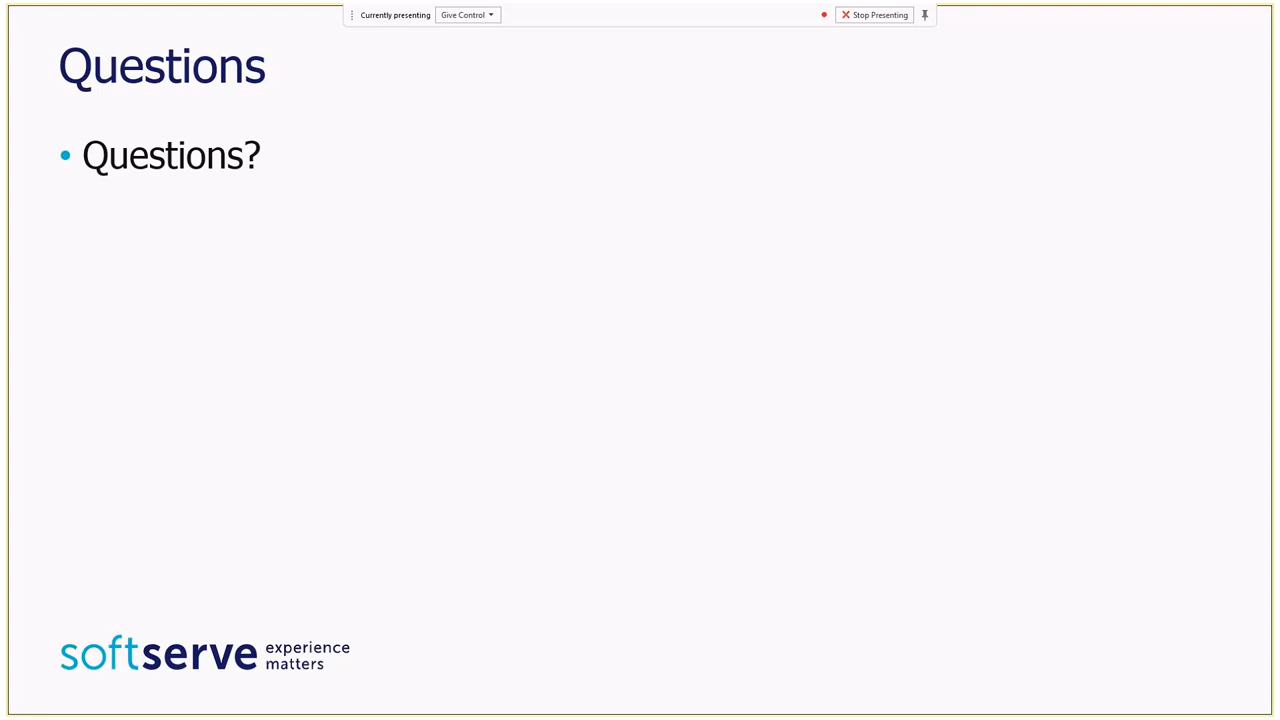 Currently presenting Give Control Stop Presenting
Questions
• Questions?
softserve experience
matters